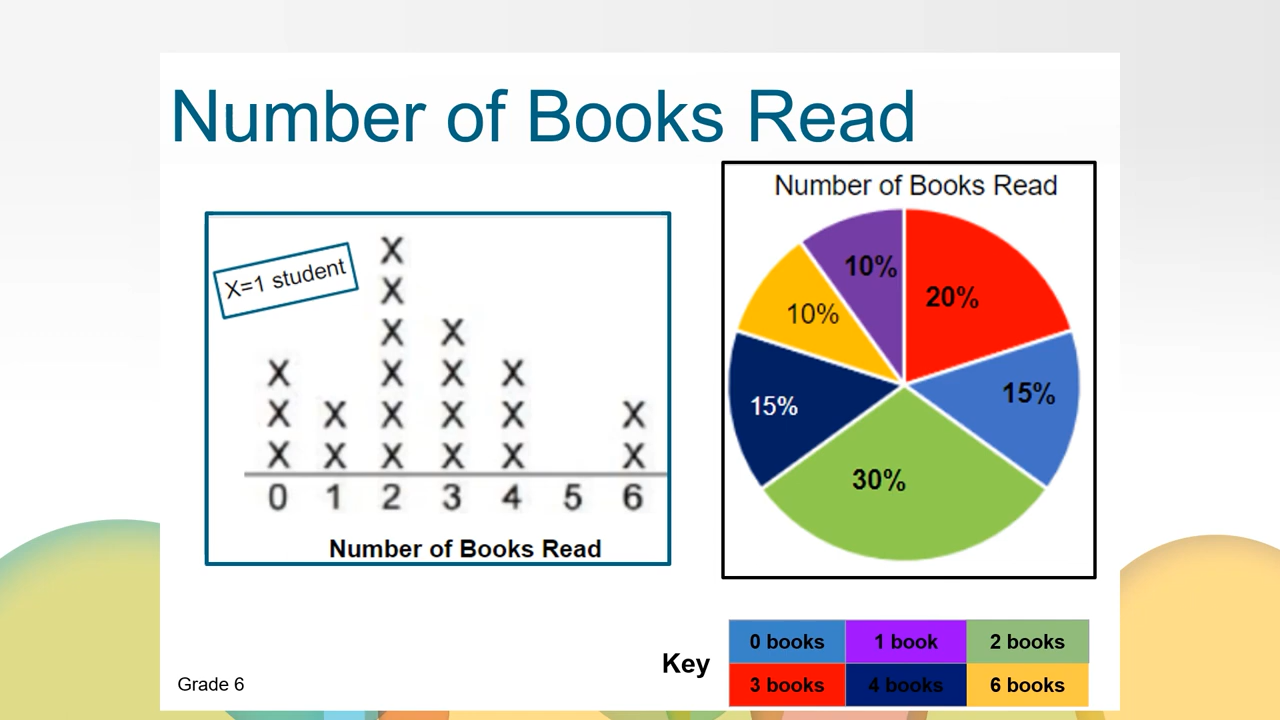 Number of Books Read
X=1 student
X
X
X X
X X X X
X X X X X X
X X X X X X
0 1 2 3 4 5 6
Number of Books Read
Number of Books Read
10% 20%
10%
15% 15%
30%
Key
0 books 1 book 2 books
3 books 4 books 6 books
Grade 6